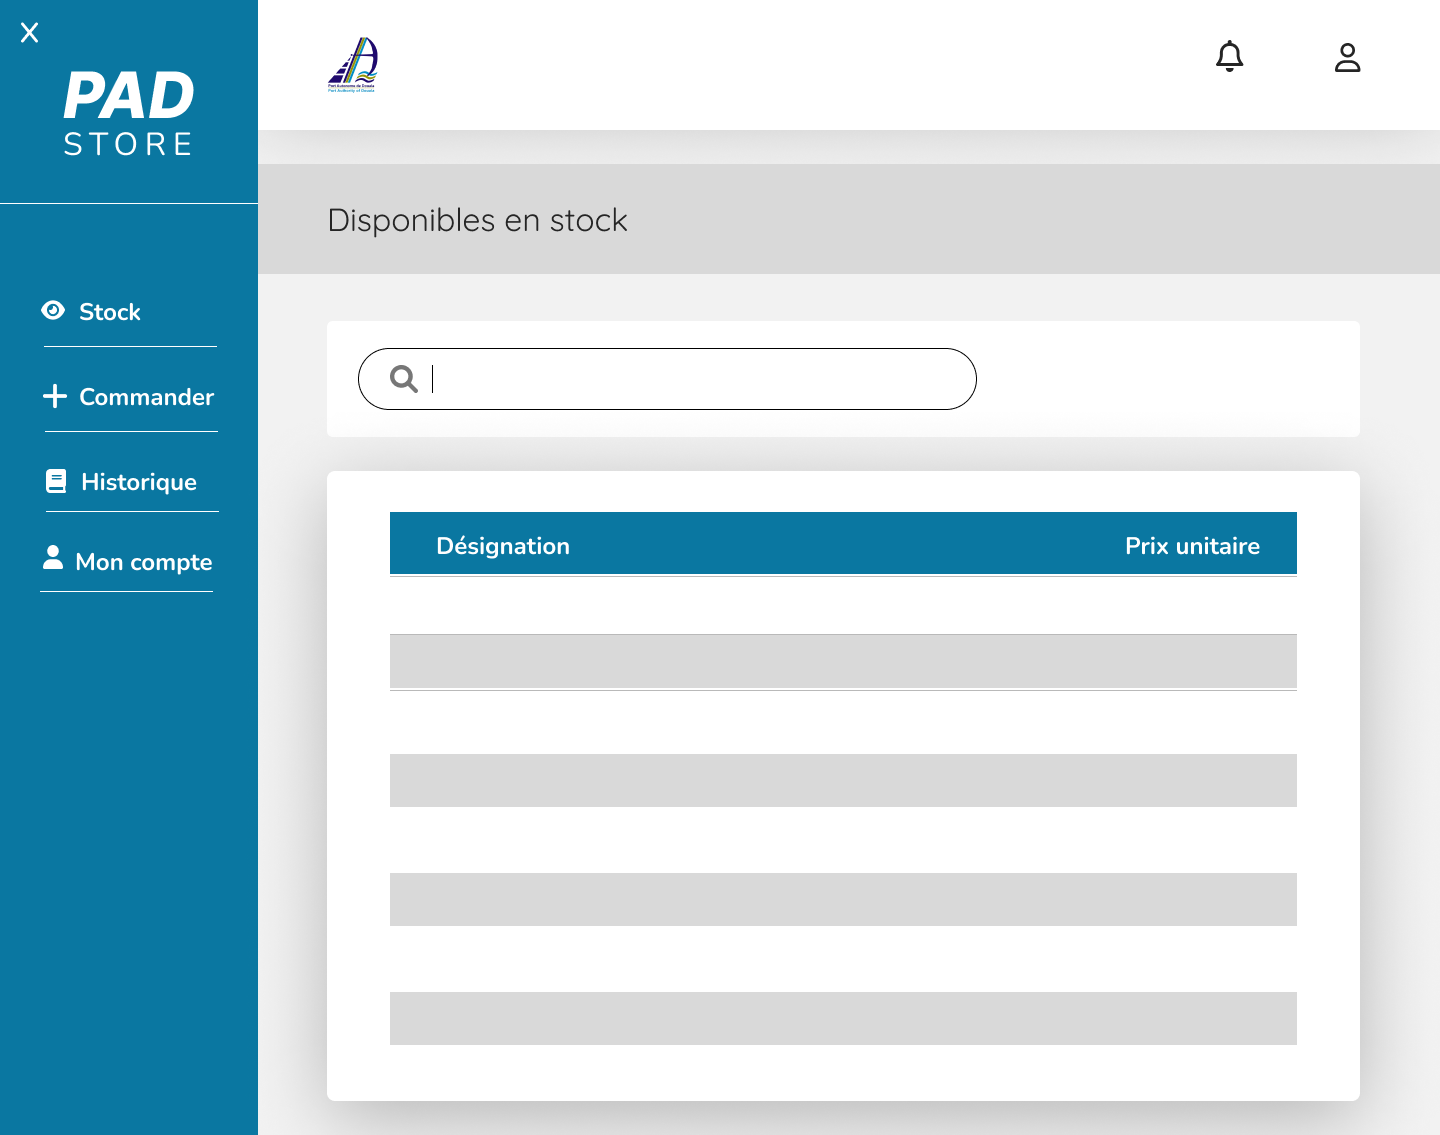 X
PAD
STORE
Port Autonome de Douala
Port Authority of Douala
Disponibles en stock
Stock
Commander
Historique
Mon compte
Désignation Prix unitaire